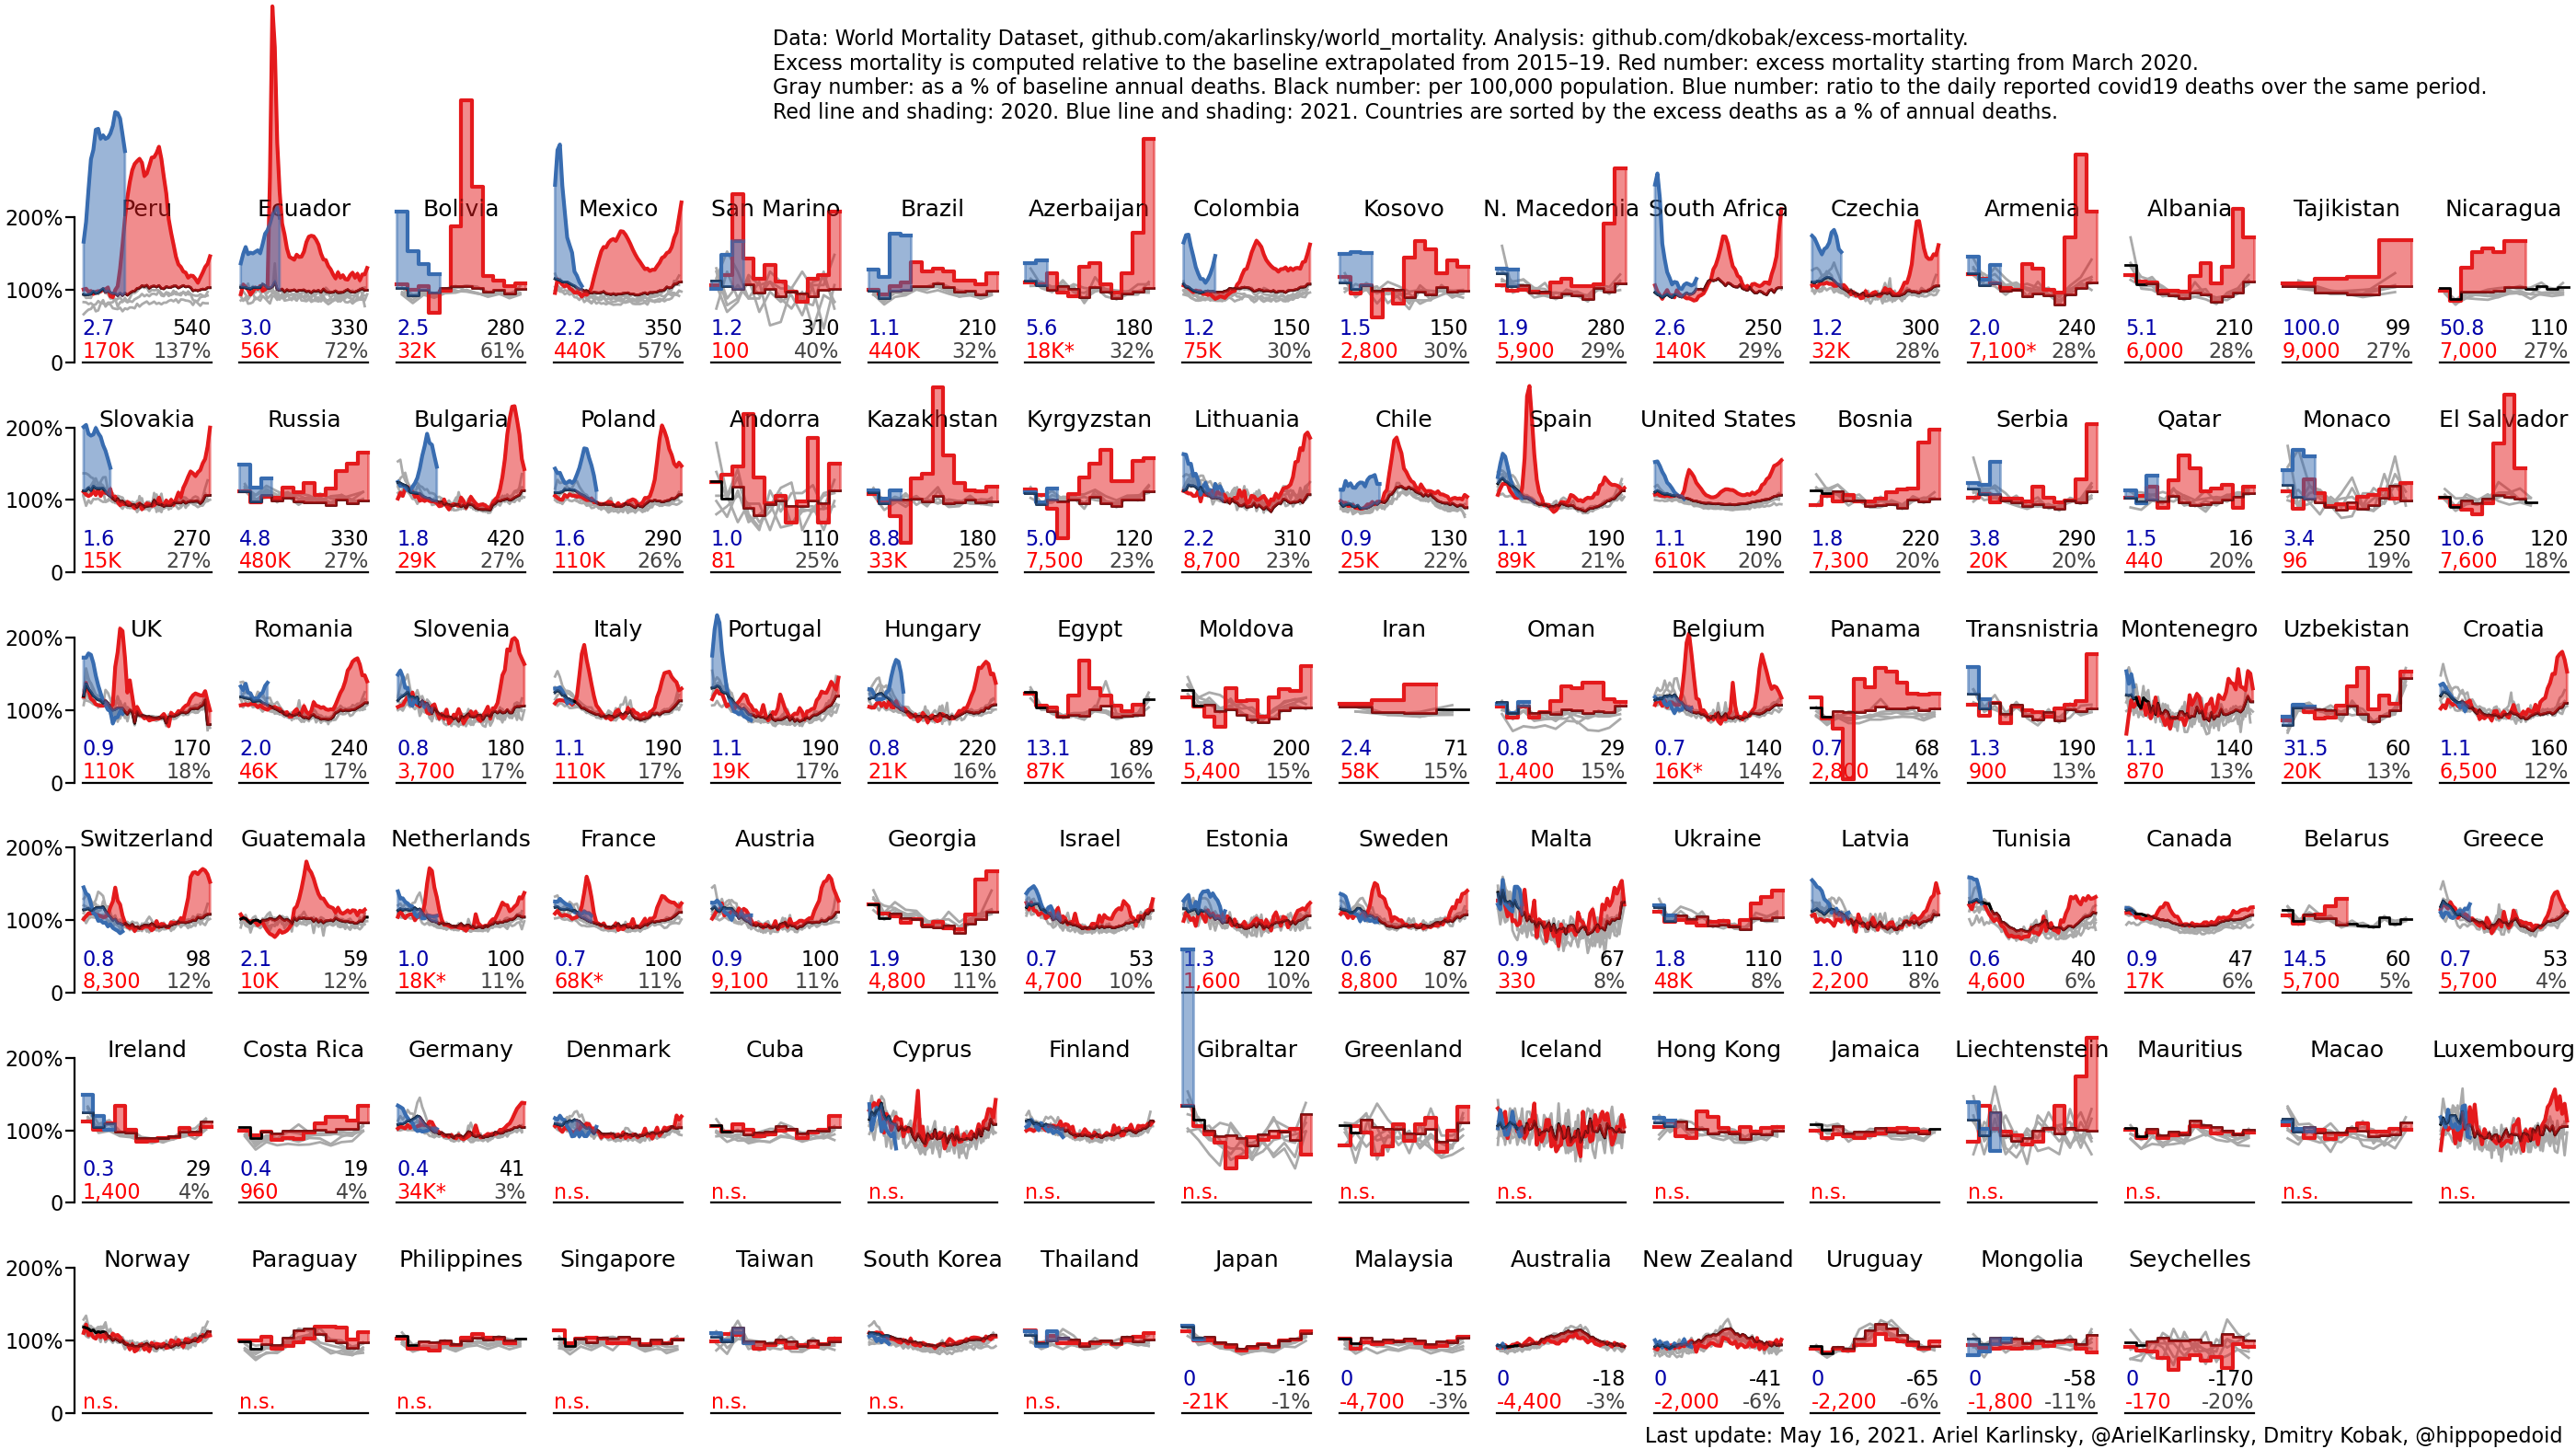 Data: World Mortality Dataset, github.com/akarlinsky/world_mortality. Analysis: github.com/dkobak/excess-mortality.
Excess mortality is computed relative to the baseline extrapolated from 2015–19. Red number: excess mortality starting from March 2020.
Gray number: as a % of baseline annual deaths. Black number: per 100,000 population. Blue number: ratio to the daily reported covid19 deaths over the same period.
Red line and shading: 2020. Blue line and shading: 2021. Countries are sorted by the excess deaths as a % of annual deaths.
Peru Ecuador Bolivia Mexico San Marino Brazil Azerbaijan Colombia Kosovo N. Macedonia South Africa Czechia Armenia Albania Tajikistan Nicaragua
200%
100%
2.7 540 3.0 330 2.5 280 2.2 350 1.2 310 1.1 210 5.6 180 1.2 150 1.5 150 1.9 280 2.6 250 1.2 300 2.0 240 5.1 210 100.0 99 50.8 110
170K 137% 56K 72% 32K 61% 440K 57% 100 40% 440K 32% 18K* 32% 75K 30% 2,800 30% 5,900 29% 140K 29% 32K 28% 7,100* 28% 6,000 28% 9,000 27% 7,000 27%
0
Slovakia Russia Bulgaria Poland Andorra Kazakhstan Kyrgyzstan Lithuania Chile Spain United States Bosnia Serbia Qatar Monaco El Salvador
200%
100%
1.6 270 4.8 330 1.8 420 1.6 290 1.0 110 8.8 180 5.0 120 2.2 310 0.9 130 1.1 190 1.1 190 1.8 220 3.8 290 1.5 16 3.4 250 10.6 120
15K 27% 480K 27% 29K 27% 110K 26% 81 25% 33K 25% 7,500 23% 8,700 23% 25K 22% 89K 21% 610K 20% 7,300 20% 20K 20% 440 20% 96 19% 7,600 18%
0
UK Romania Slovenia Italy Portugal Hungary Egypt Moldova Iran Oman Belgium Panama Transnistria Montenegro Uzbekistan Croatia
200%
100%
0.9 170 2.0 240 0.8 180 1.1 190 1.1 190 0.8 220 13.1 89 1.8 200 2.4 71 0.8 29 0.7 140 0.7 68 1.3 190 1.1 140 31.5 60 1.1 160
110K 18% 46K 17% 3,700 17% 110K 17% 19K 17% 21K 16% 87K 16% 5,400 15% 58K 15% 1,400 15% 16K* 14% 2,800 14% 900 13% 870 13% 20K 13% 6,500 12%
0
Switzerland Guatemala Netherlands France Austria Georgia Israel Estonia Sweden Malta Ukraine Latvia Tunisia Canada Belarus Greece
200%
100%
0.8 98 2.1 59 1.0 100 0.7 100 0.9 100 1.9 130 0.7 53 1.3 120 0.6 87 0.9 67 1.8 110 1.0 110 0.6 40 0.9 47 14.5 60 0.7 53
8,300 12% 10K 12% 18K* 11% 68K* 11% 9,100 11% 4,800 11% 4,700 10% 1,600 10% 8,800 10% 330 8% 48K 8% 2,200 8% 4,600 6% 17K 6% 5,700 5% 5,700 4%
0
Ireland Costa Rica Germany Denmark Cuba Cyprus Finland Gibraltar Greenland Iceland Hong Kong Jamaica Liechtenstein Mauritius Macao Luxembourg
200%
100%
0.3 29 0.4 19 0.4 41
1,400 4% 960 4% 34K* 3% n.s. n.s. n.s. n.s. n.s. n.s. n.s. n.s. n.s. n.s. n.s. n.s. n.s.
0
Norway Paraguay Philippines Singapore Taiwan South Korea Thailand Japan Malaysia Australia New Zealand Uruguay Mongolia Seychelles
200%
100%
0 -16 0 -15 0 -18 0 -41 0 -65 0 -58 0 -170
n.s. n.s. n.s. n.s. n.s. n.s. n.s. -21K -1% -4,700 -3% -4,400 -3% -2,000 -6% -2,200 -6% -1,800 -11% -170 -20%
0
Last update: May 16, 2021. Ariel Karlinsky, @ArielKarlinsky, Dmitry Kobak, @hippopedoid